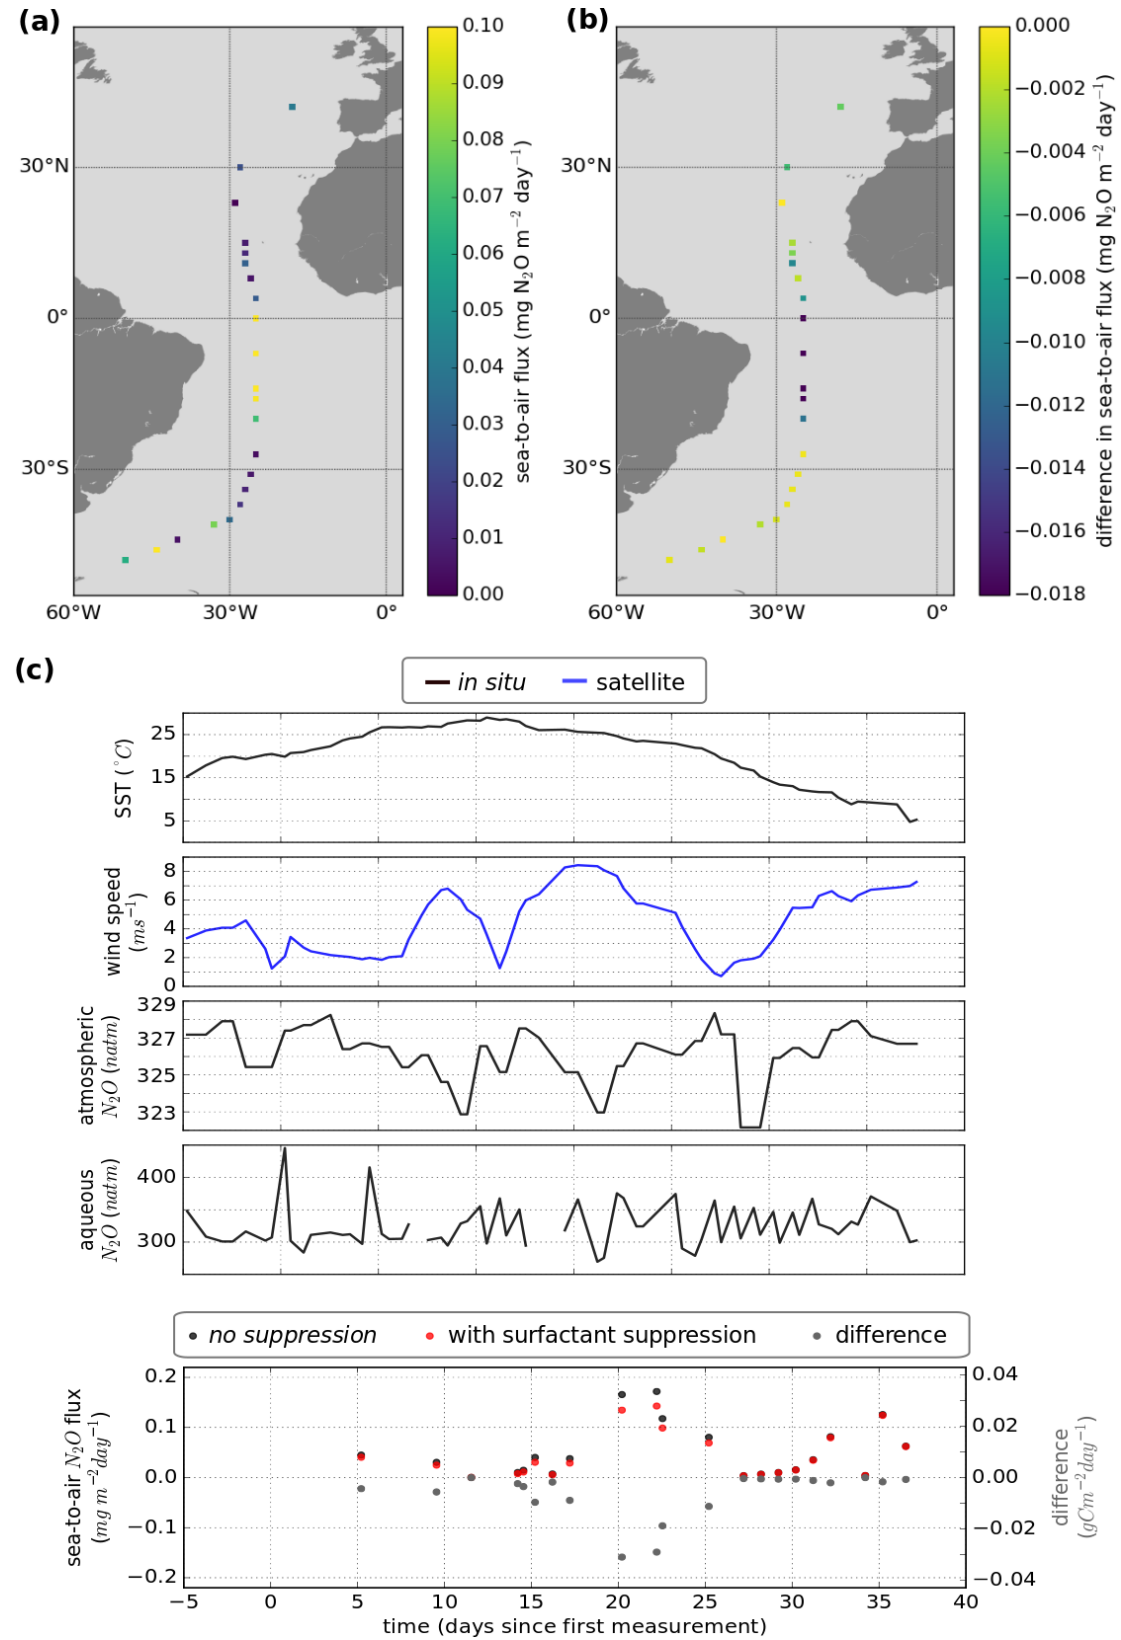 (a)
(b)
30°N
0°
30°S
60°W
30°W
0°
0.10
0.09
0.08
0.07
0.06
0.05
0.04
0.03
0.02
0.01
0.00
sea-to-air flux (mg N₂O m⁻² day⁻¹)
30°N
0°
30°S
60°W
30°W
0°
0.000
−0.002
−0.004
−0.006
−0.008
−0.010
−0.012
−0.014
−0.016
−0.018
difference in sea-to-air flux (mg N₂O m⁻² day⁻¹)
(c)
in situ
satellite
SST (°C)
25
15
5
wind speed
(ms⁻¹)
8
6
4
2
0
atmospheric
N₂O (natm)
329
327
325
323
aqueous
N₂O (natm)
400
300
no suppression
with surfactant suppression
difference
sea-to-air N₂O flux
(mg m⁻² day⁻¹)
0.2
0.1
0.0
−0.1
−0.2
0.04
0.02
0.00
−0.02
−0.04
difference
(gCm⁻²day⁻¹)
−5 0 5 10 15 20 25 30 35 40
time (days since first measurement)